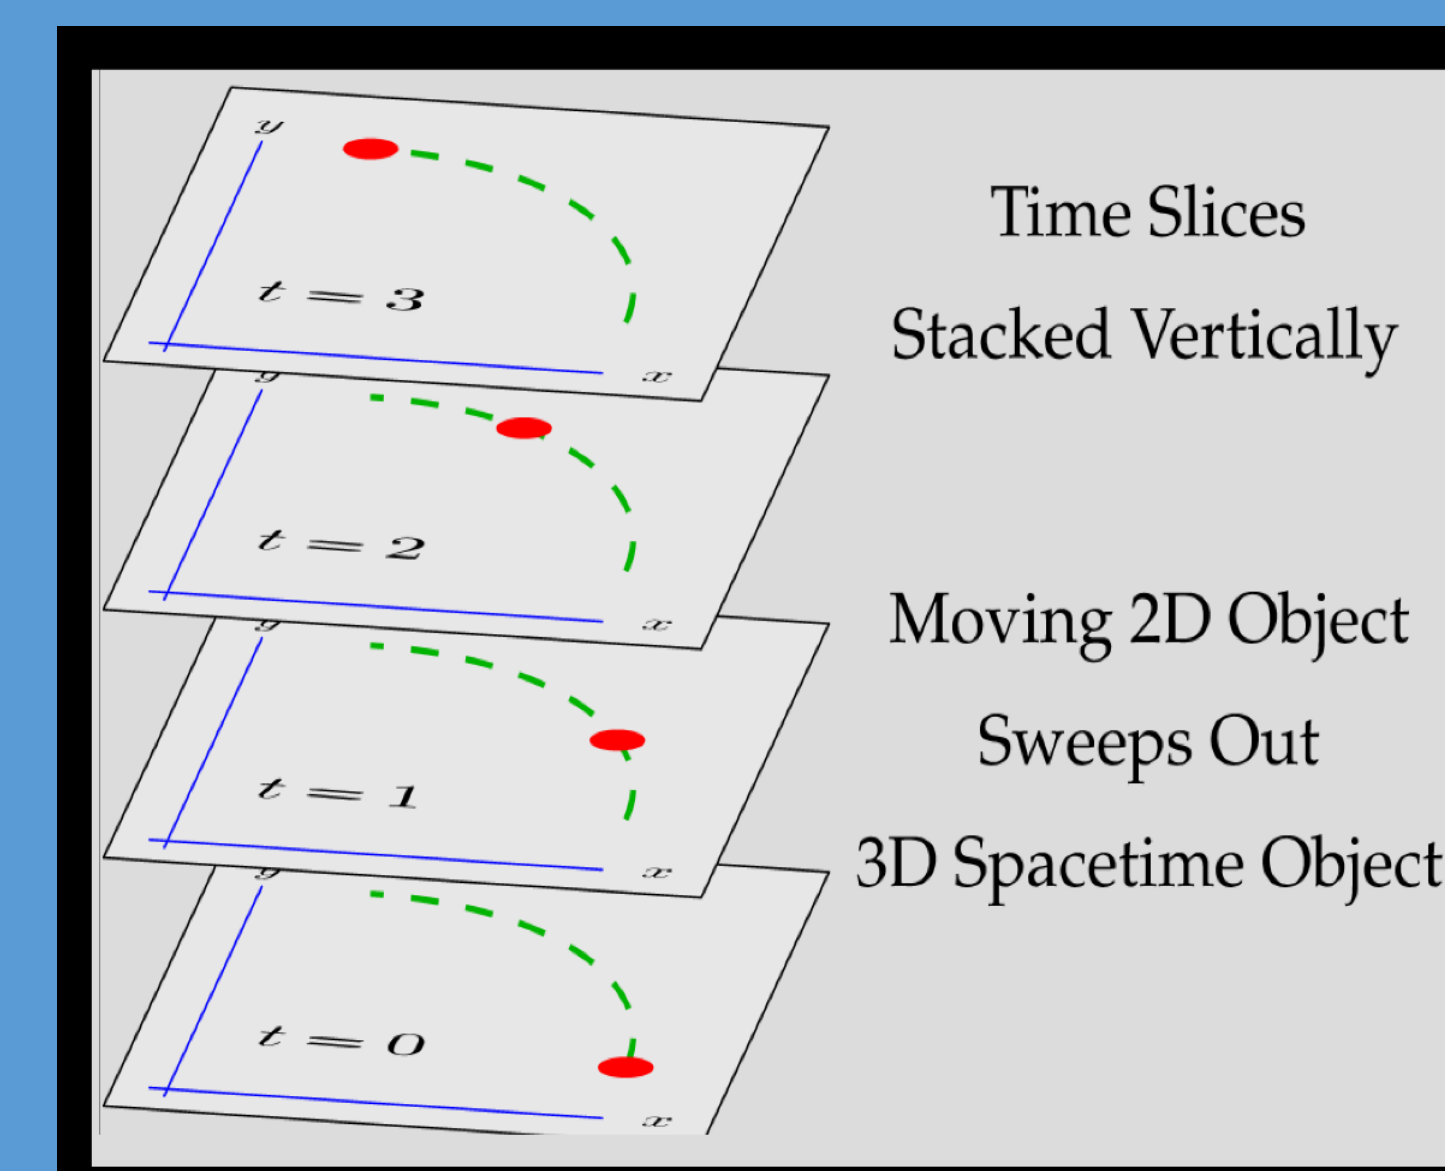 y
t = 3
x
Time Slices
Stacked Vertically
y
t = 2
x
Moving 2D Object
Sweeps Out
3D Spacetime Object
y
t = 1
x
y
t = 0
x